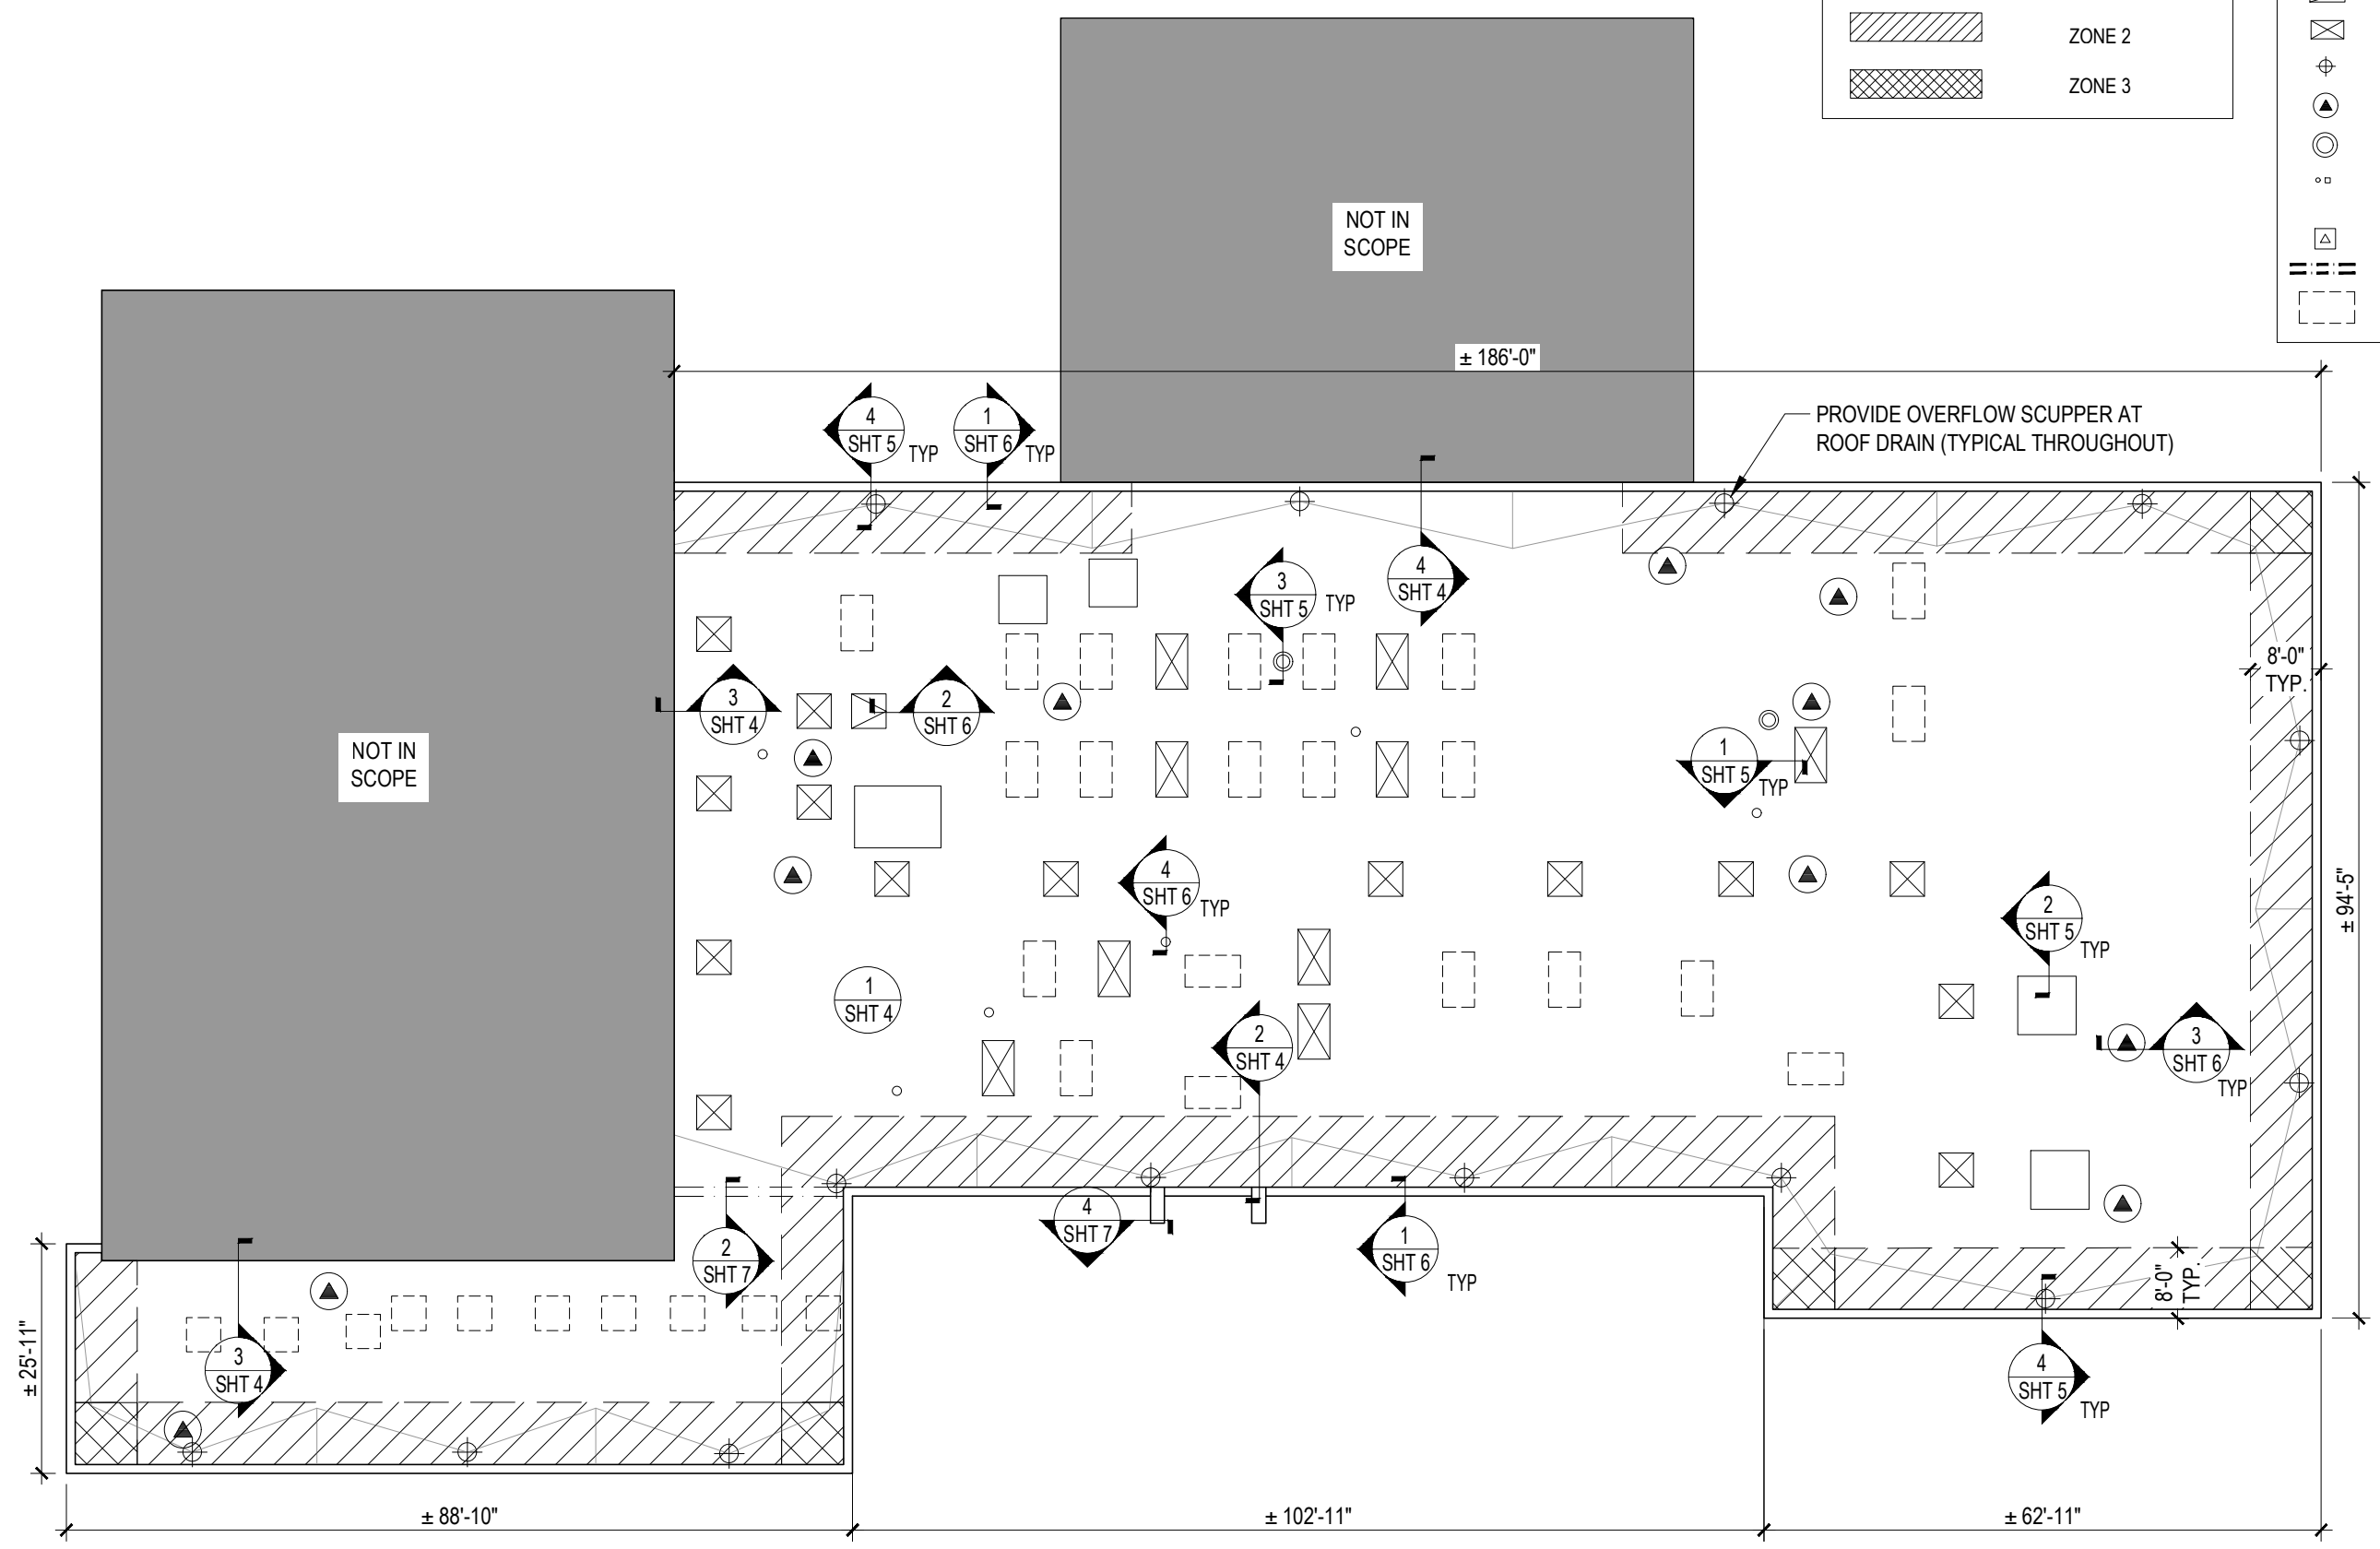 ZONE 2
ZONE 3
NOT IN
SCOPE
± 186'-0"
4
SHT 5
TYP
1
SHT 6
TYP
PROVIDE OVERFLOW SCUPPER AT
ROOF DRAIN (TYPICAL THROUGHOUT)
3
SHT 5
TYP
4
SHT 4
8'-0"
TYP.
3
SHT 4
2
SHT 6
NOT IN
SCOPE
1
SHT 5
TYP
4
SHT 6
TYP
± 94'-5"
2
SHT 5
TYP
1
SHT 4
2
SHT 4
3
SHT 6
TYP
2
SHT 7
4
SHT 7
1
SHT 6
TYP
8'-0"
TYP.
± 25'-11"
3
SHT 4
4
SHT 5
TYP
± 88'-10"
± 102'-11"
± 62'-11"